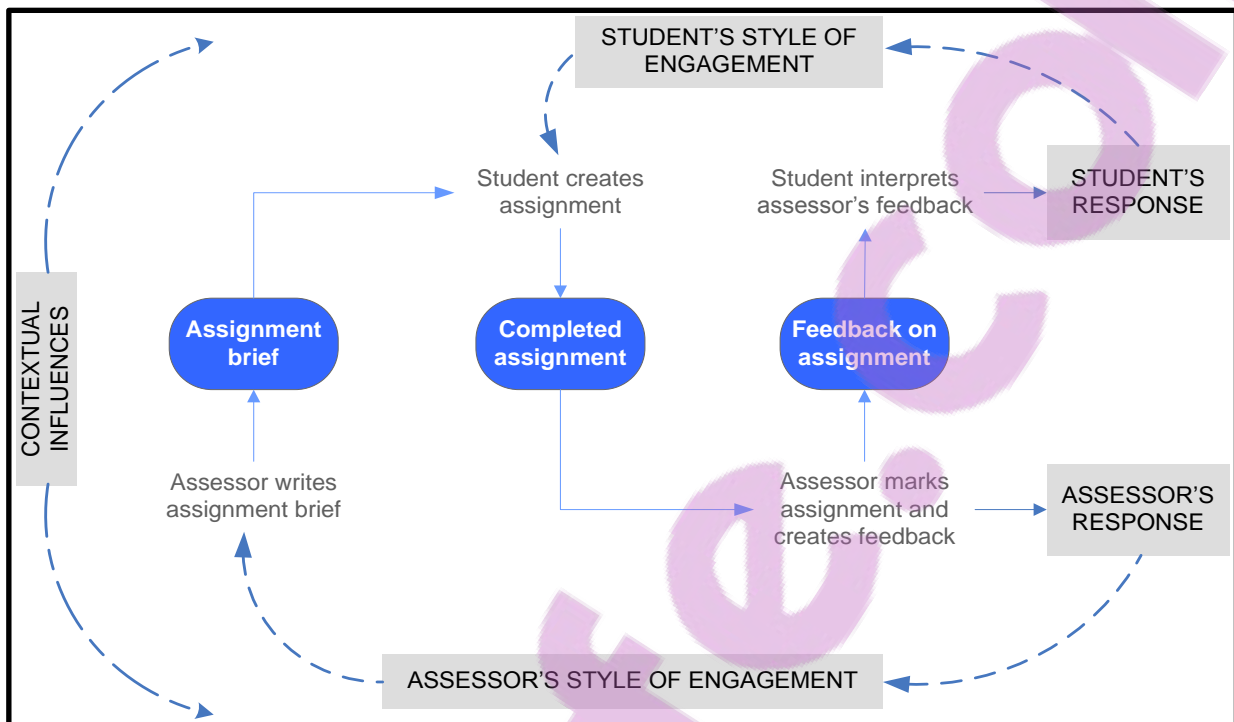 STUDENT'S STYLE OF
ENGAGEMENT
Student creates
assignment
Student interprets
assessor's feedback
STUDENT'S
RESPONSE
CONTEXTUAL
INFLUENCES
Assignment
brief
Completed
assignment
Feedback on
assignment
Assessor writes
assignment brief
Assessor marks
assignment and
creates feedback
ASSESSOR'S
RESPONSE
ASSESSOR'S STYLE OF ENGAGEMENT